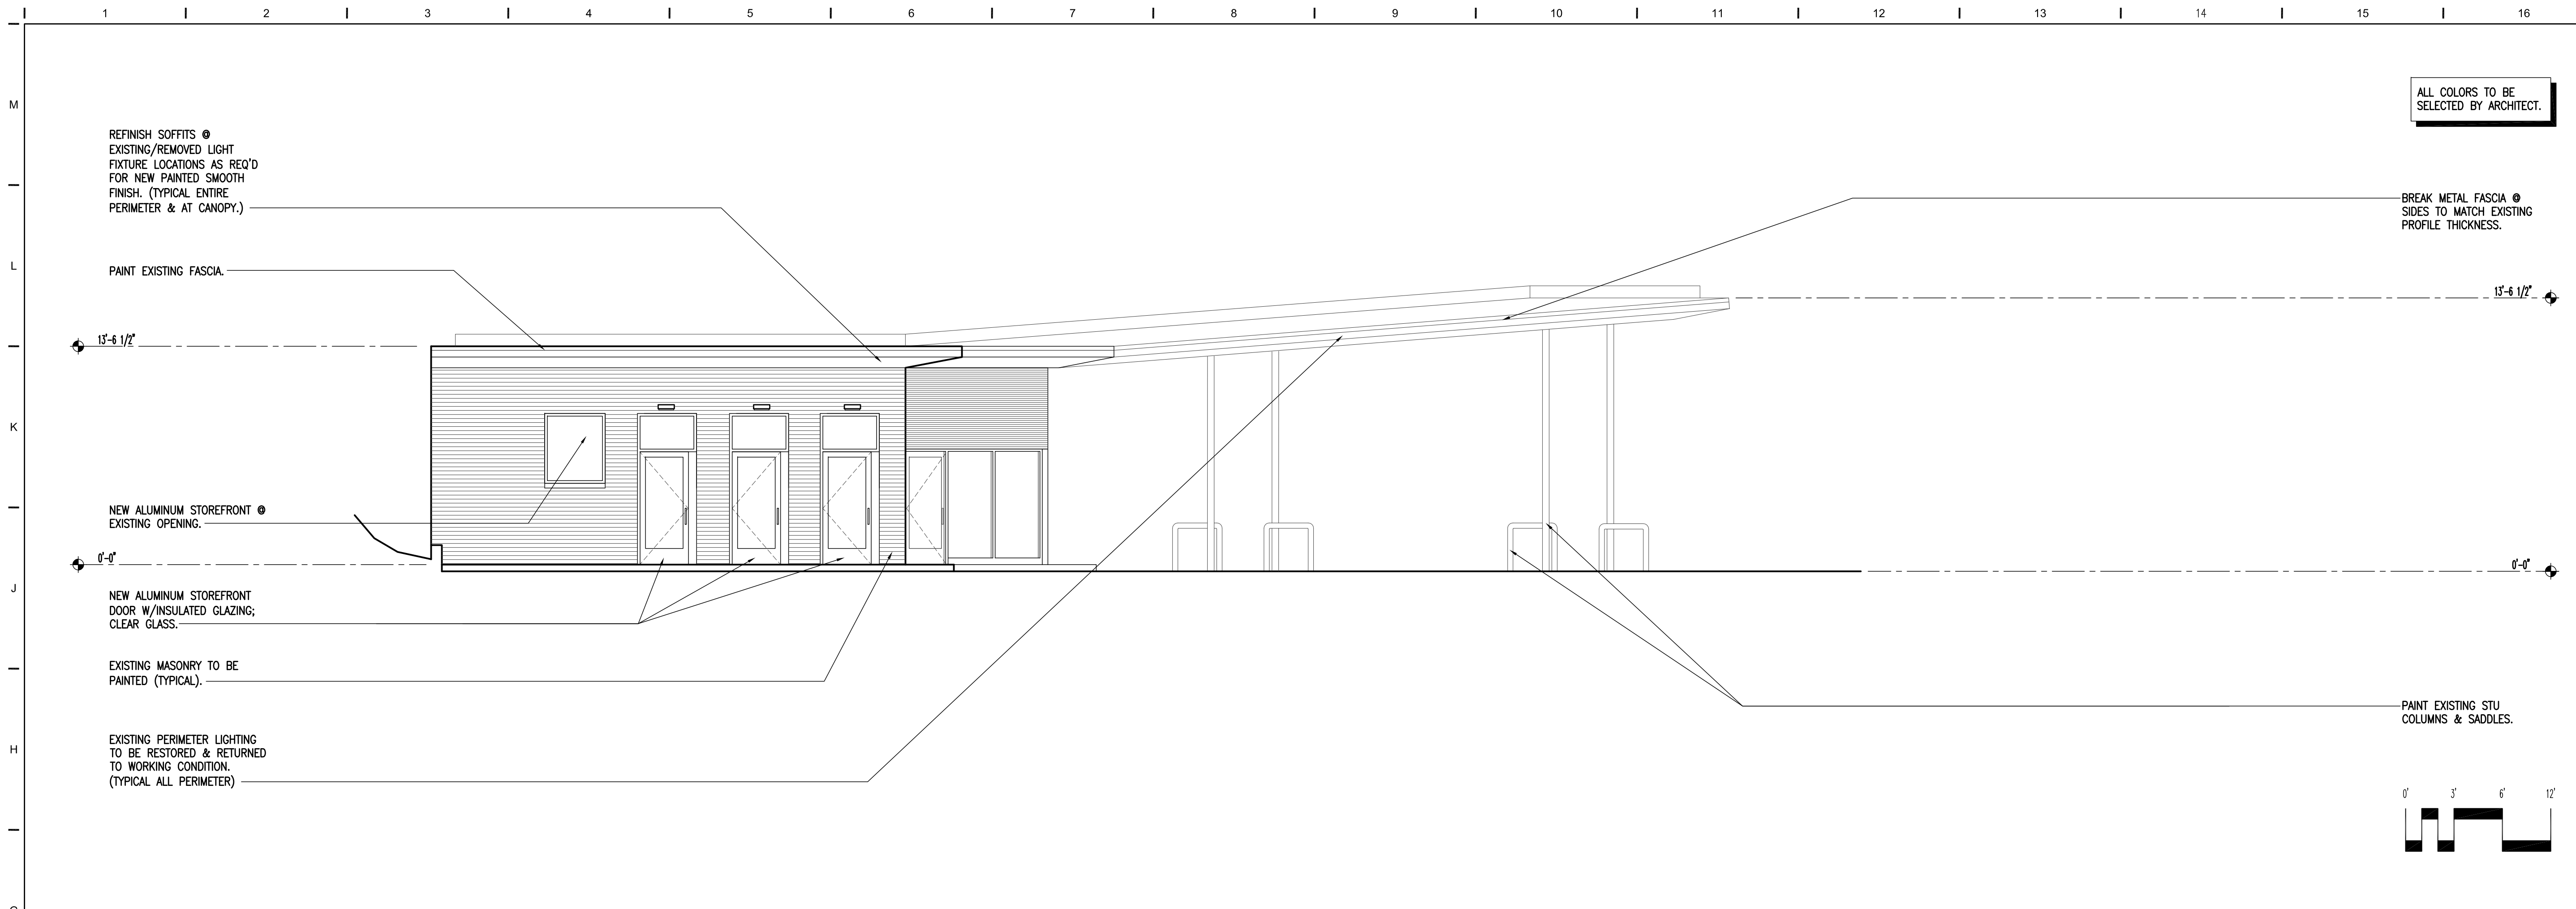 1 2 3 4 5 6 7 8 9 10 11 12 13 14 15 16
M
ALL COLORS TO BE
SELECTED BY ARCHITECT.
REFINISH SOFFITS @
EXISTING/REMOVED LIGHT
FIXTURE LOCATIONS AS REQ'D
FOR NEW PAINTED SMOOTH
FINISH. (TYPICAL ENTIRE
PERIMETER & AT CANOPY.)
BREAK METAL FASCIA @
SIDES TO MATCH EXISTING
PROFILE THICKNESS.
L
PAINT EXISTING FASCIA.
13'-6 1/2"
13'-6 1/2"
K
NEW ALUMINUM STOREFRONT @
EXISTING OPENING.
0'-0"
0'-0"
J
NEW ALUMINUM STOREFRONT
DOOR W/INSULATED GLAZING;
CLEAR GLASS.
EXISTING MASONRY TO BE
PAINTED (TYPICAL).
PAINT EXISTING STU
COLUMNS & SADDLES.
H
EXISTING PERIMETER LIGHTING
TO BE RESTORED & RETURNED
TO WORKING CONDITION.
(TYPICAL ALL PERIMETER)
0' 3' 6' 12'